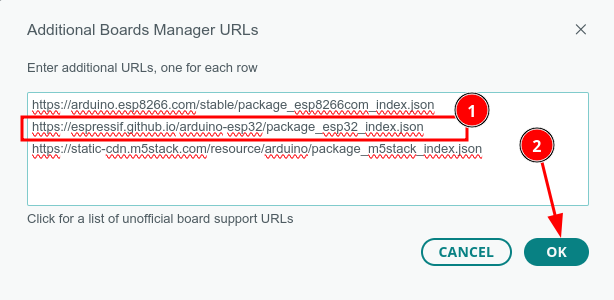 Additional Boards Manager URLs
Enter additional URLs, one for each row
https://arduino.esp8266.com/stable/package_esp8266com_index.json
1
https://espressif.github.io/arduino-esp32/package_esp32_index.json
2
https://static-cdn.m5stack.com/resource/arduino/package_m5stack_index.json
Click for a list of unofficial board support URLs
CANCEL
OK